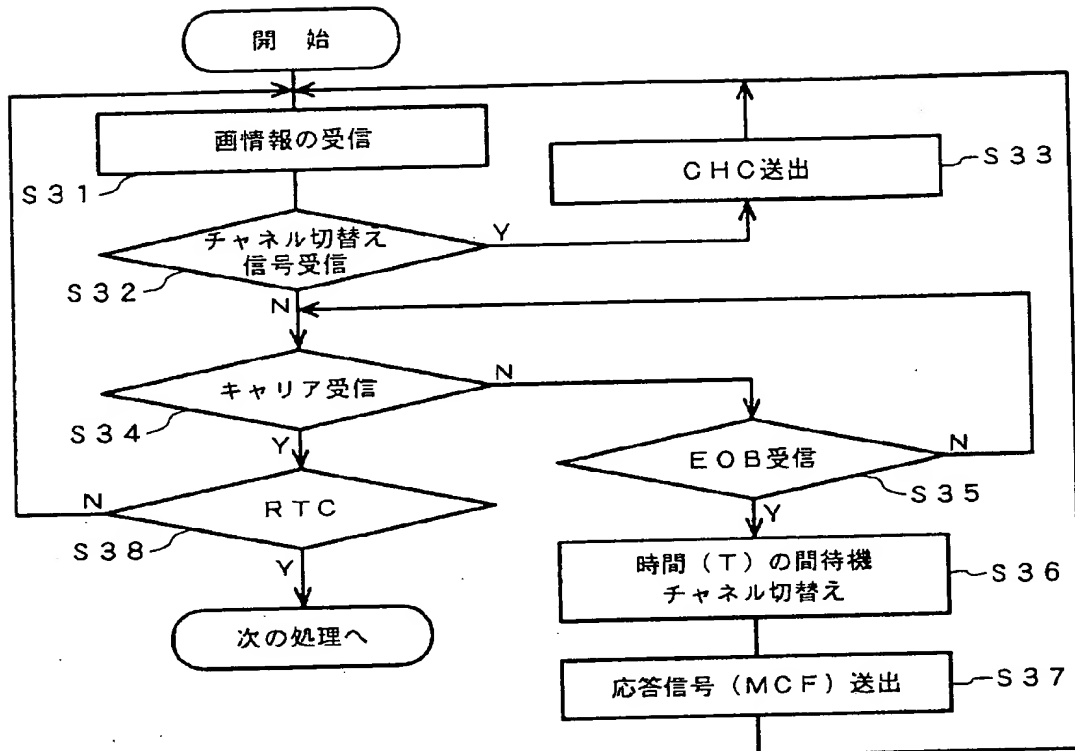 開 始
画情報の受信
S31
CHC送出
S33
チャネル切替え
信号受信
Y
S32
N
キャリア受信
N
S34
Y
EOB受信
N
S35
Y
RTC
N
S38
Y
時間(T)の間待機
チャネル切替え
S36
次の処理へ
応答信号(MCF)送出
S37